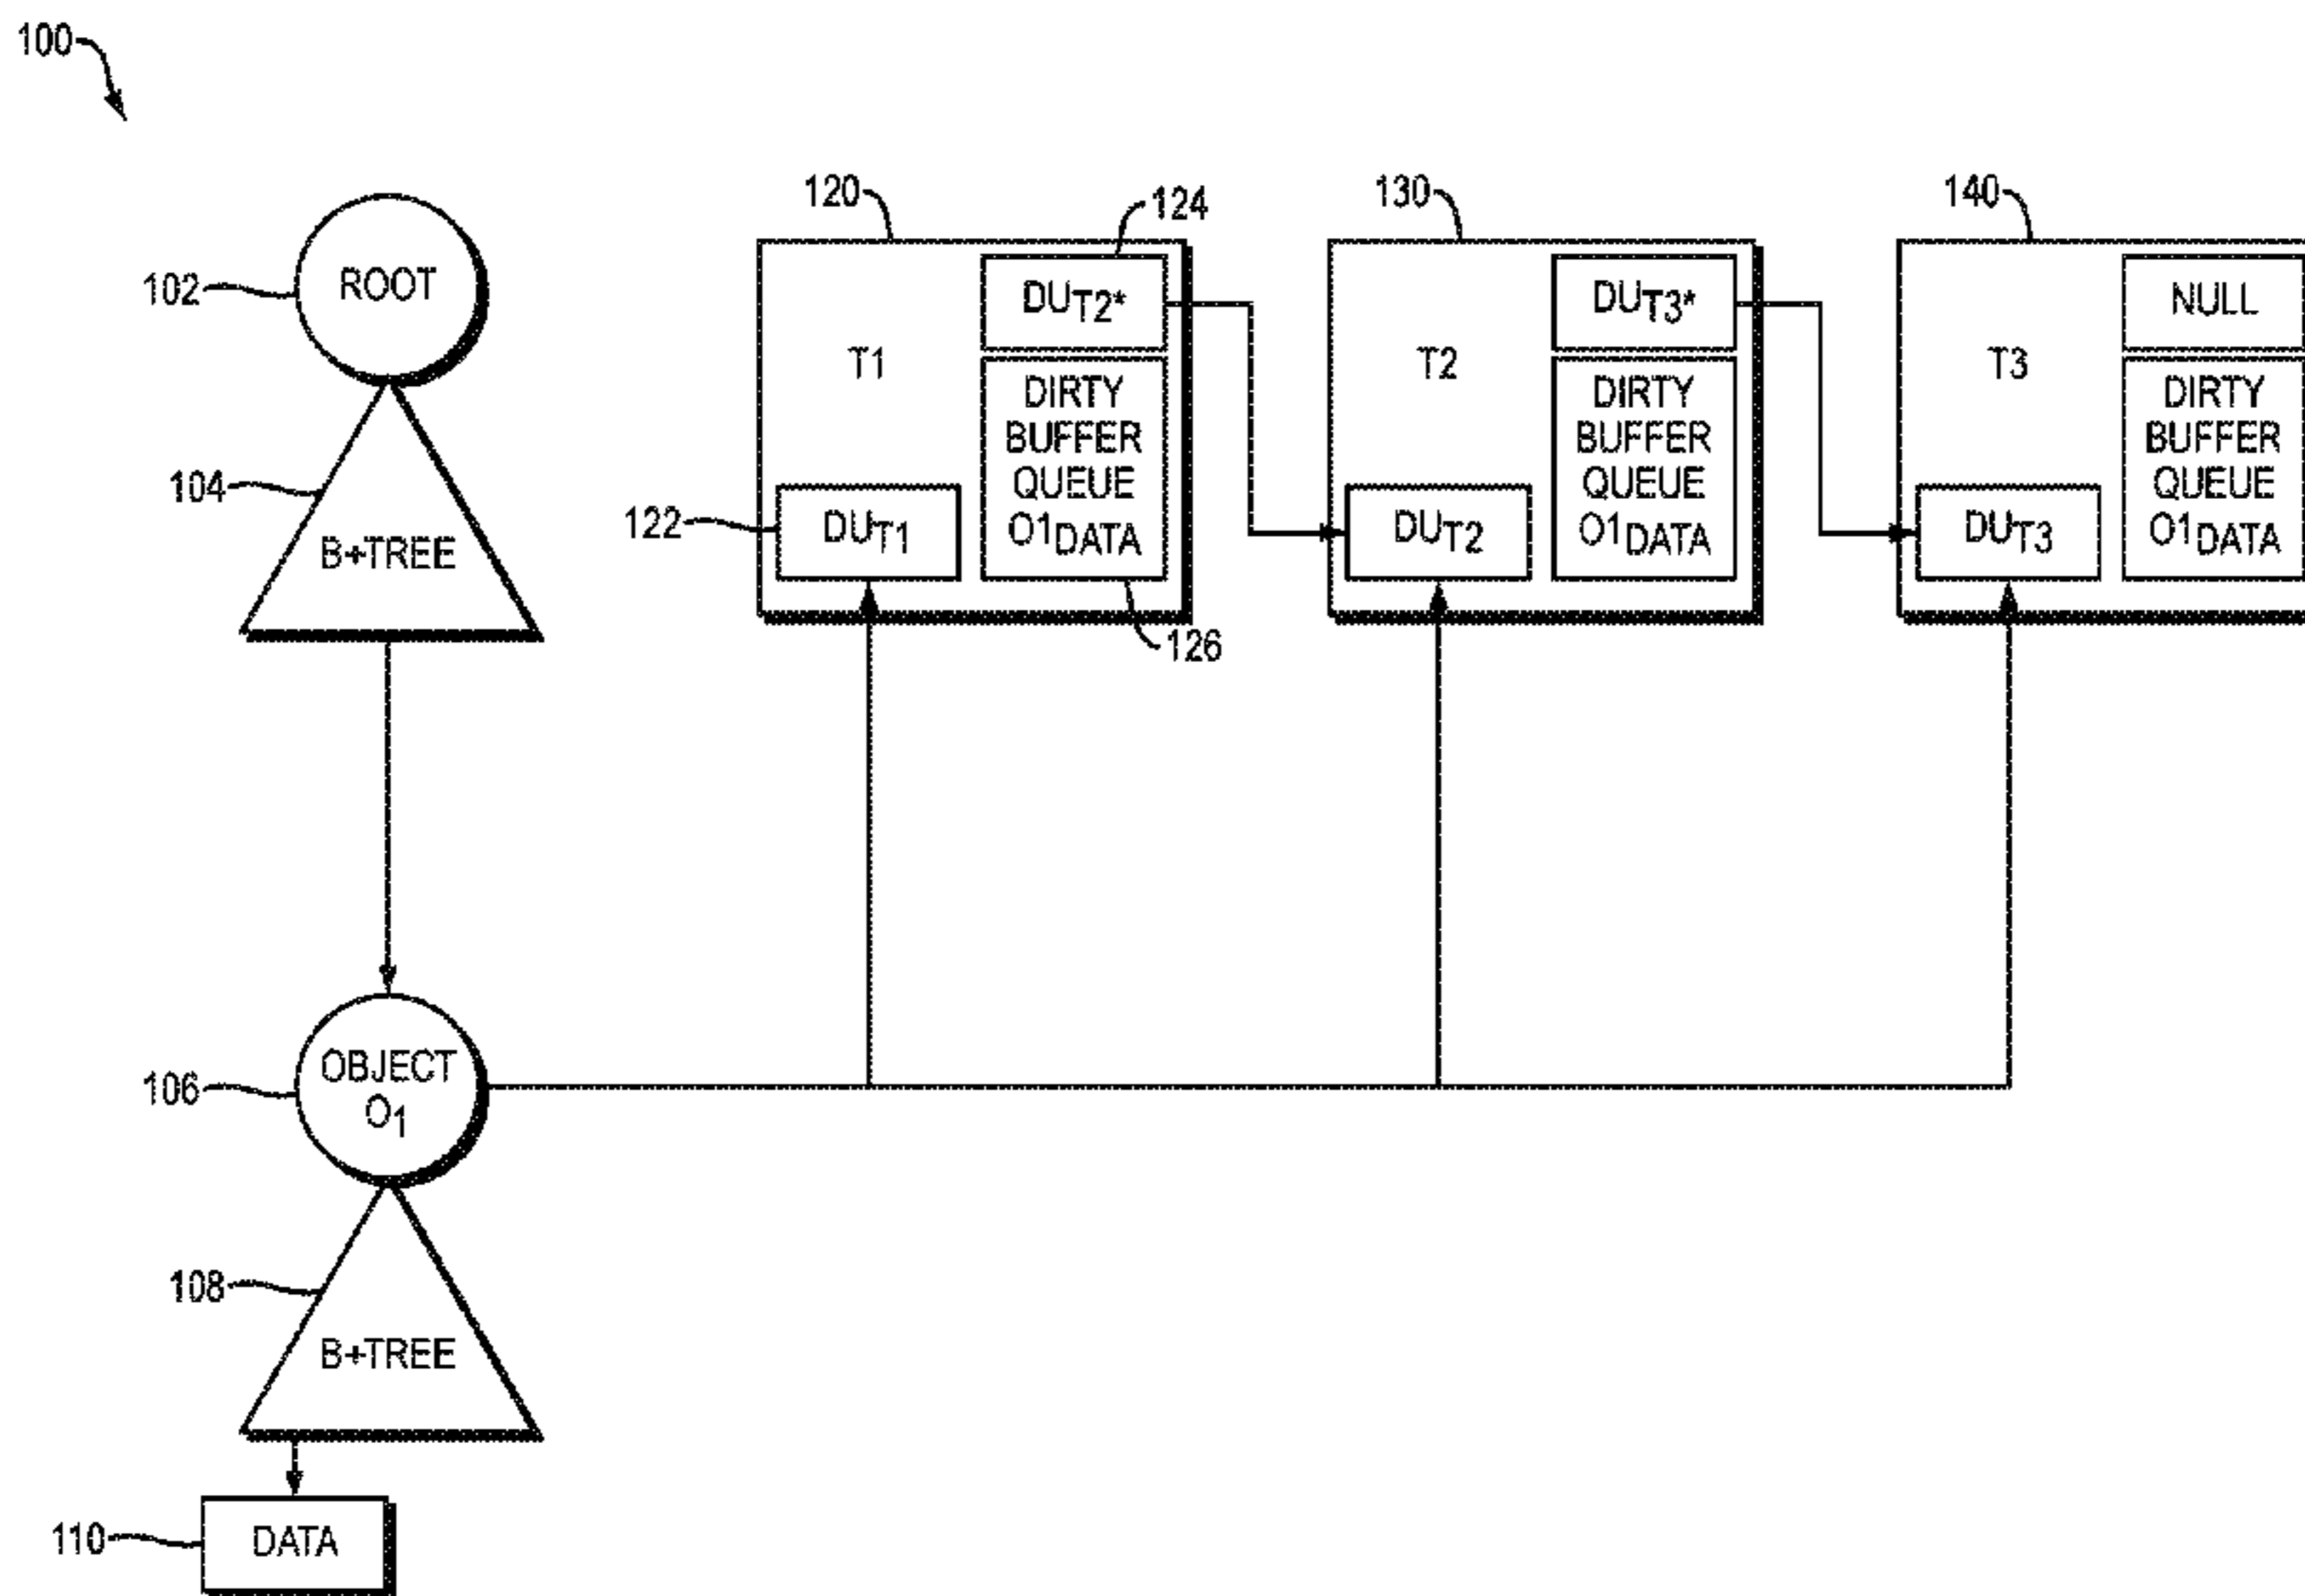 100
102
ROOT
104
B+TREE
106
OBJECT
O1
108
B+TREE
110
DATA
120
124
T1
DUT2*
DIRTY
BUFFER
QUEUE
O1DATA
122
DUT1
126
130
T2
DUT3*
DIRTY
BUFFER
QUEUE
O1DATA
DUT2
140
T3
NULL
DIRTY
BUFFER
QUEUE
O1DATA
DUT3